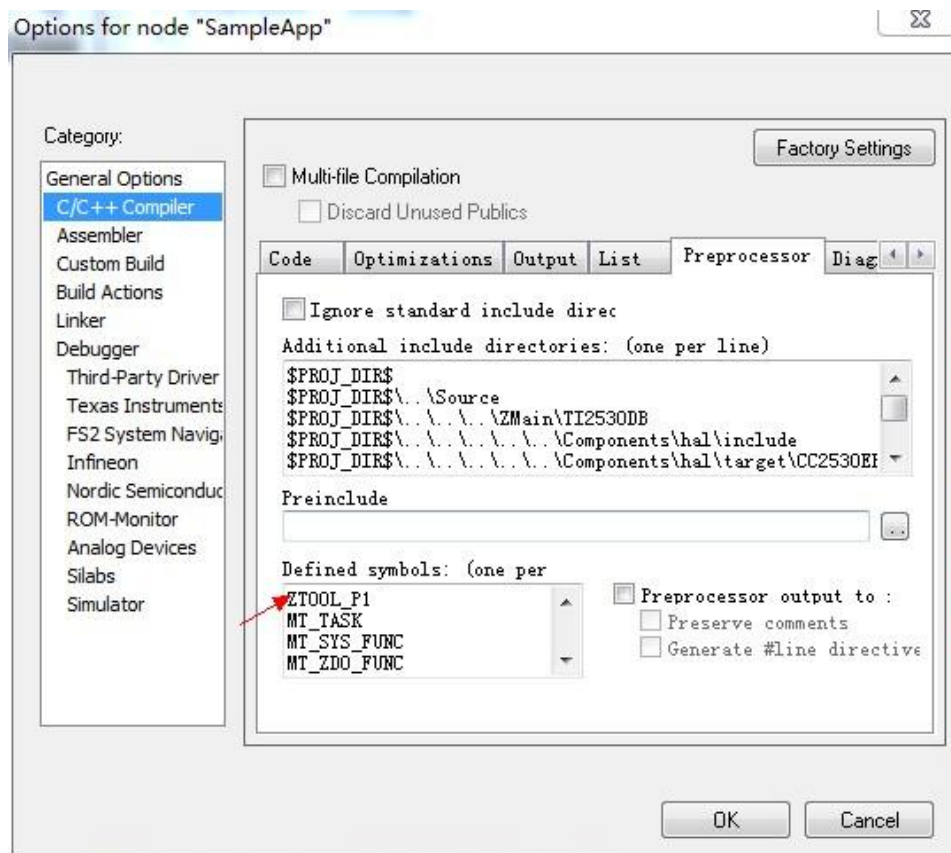 Options for node "SampleApp"
Category:
General Options
C/C++ Compiler
Assembler
Custom Build
Build Actions
Linker
Debugger
Third-Party Driver
Texas Instruments
FS2 System Naviga
Infineon
Nordic Semiconduc
ROM-Monitor
Analog Devices
Silabs
Simulator
Factory Settings
Multi-file Compilation
Discard Unused Publics
Code Optimizations Output List Preprocessor Diag
Ignore standard include direc
Additional include directories: (one per line)
$PROJ_DIR$
$PROJ_DIR$\..\Source
$PROJ_DIR$\..\..\..\ZMain\TI2530DB
$PROJ_DIR$\..\..\..\..\..\Components\hal\include
$PROJ_DIR$\..\..\..\..\..\Components\hal\target\CC2530EB
Preinclude
..
Defined symbols: (one per
ZTOOL_P1
MT_TASK
MT_SYS_FUNC
MT_ZDO_FUNC
Preprocessor output to :
Preserve comments
Generate #line directive
OK Cancel